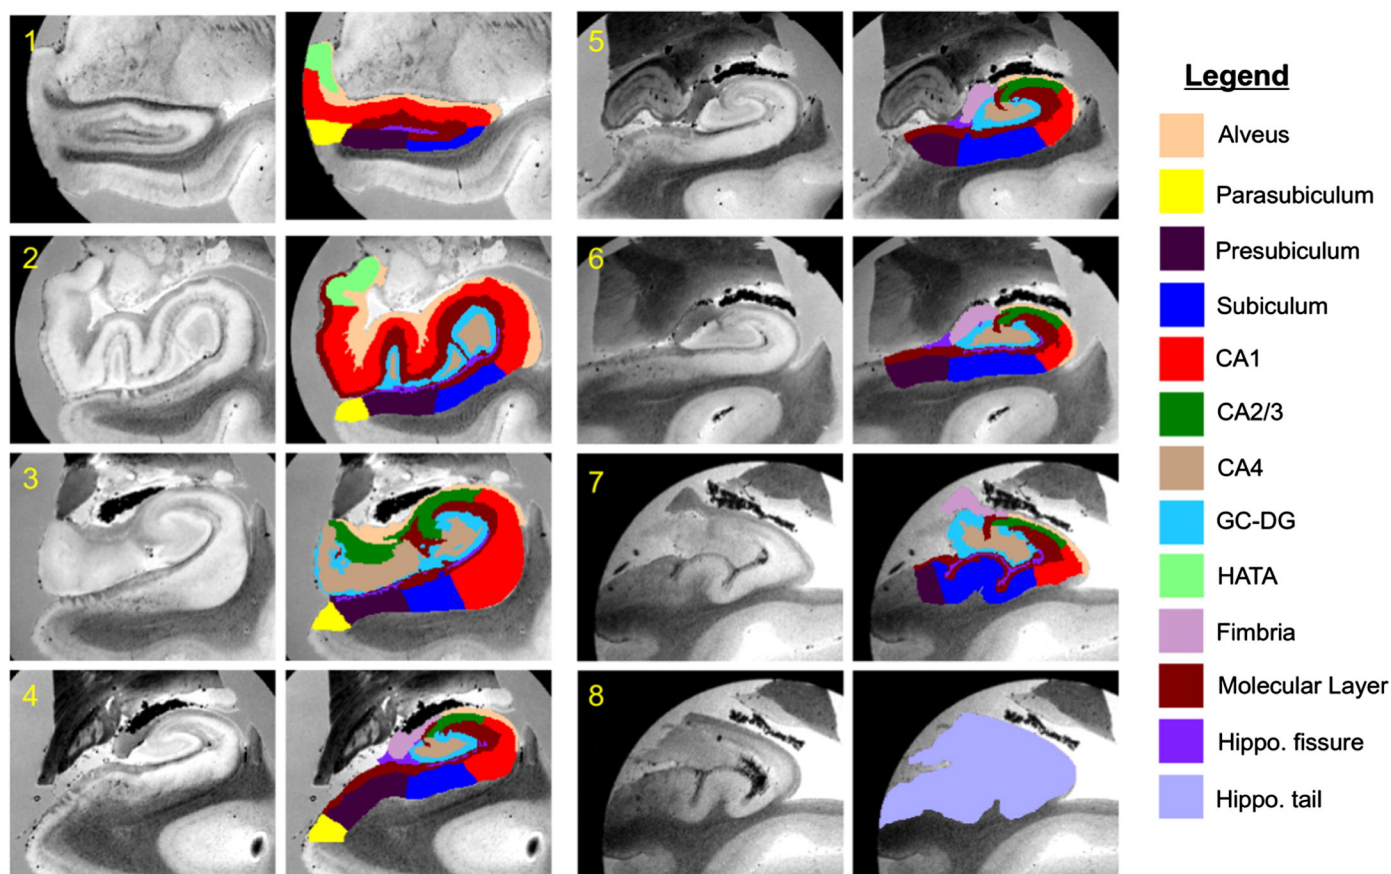 1
2
3
4
5
6
7
8
Legend
Alveus
Parasubiculum
Presubiculum
Subiculum
CA1
CA2/3
CA4
GC-DG
HATA
Fimbria
Molecular Layer
Hippo. fissure
Hippo. tail